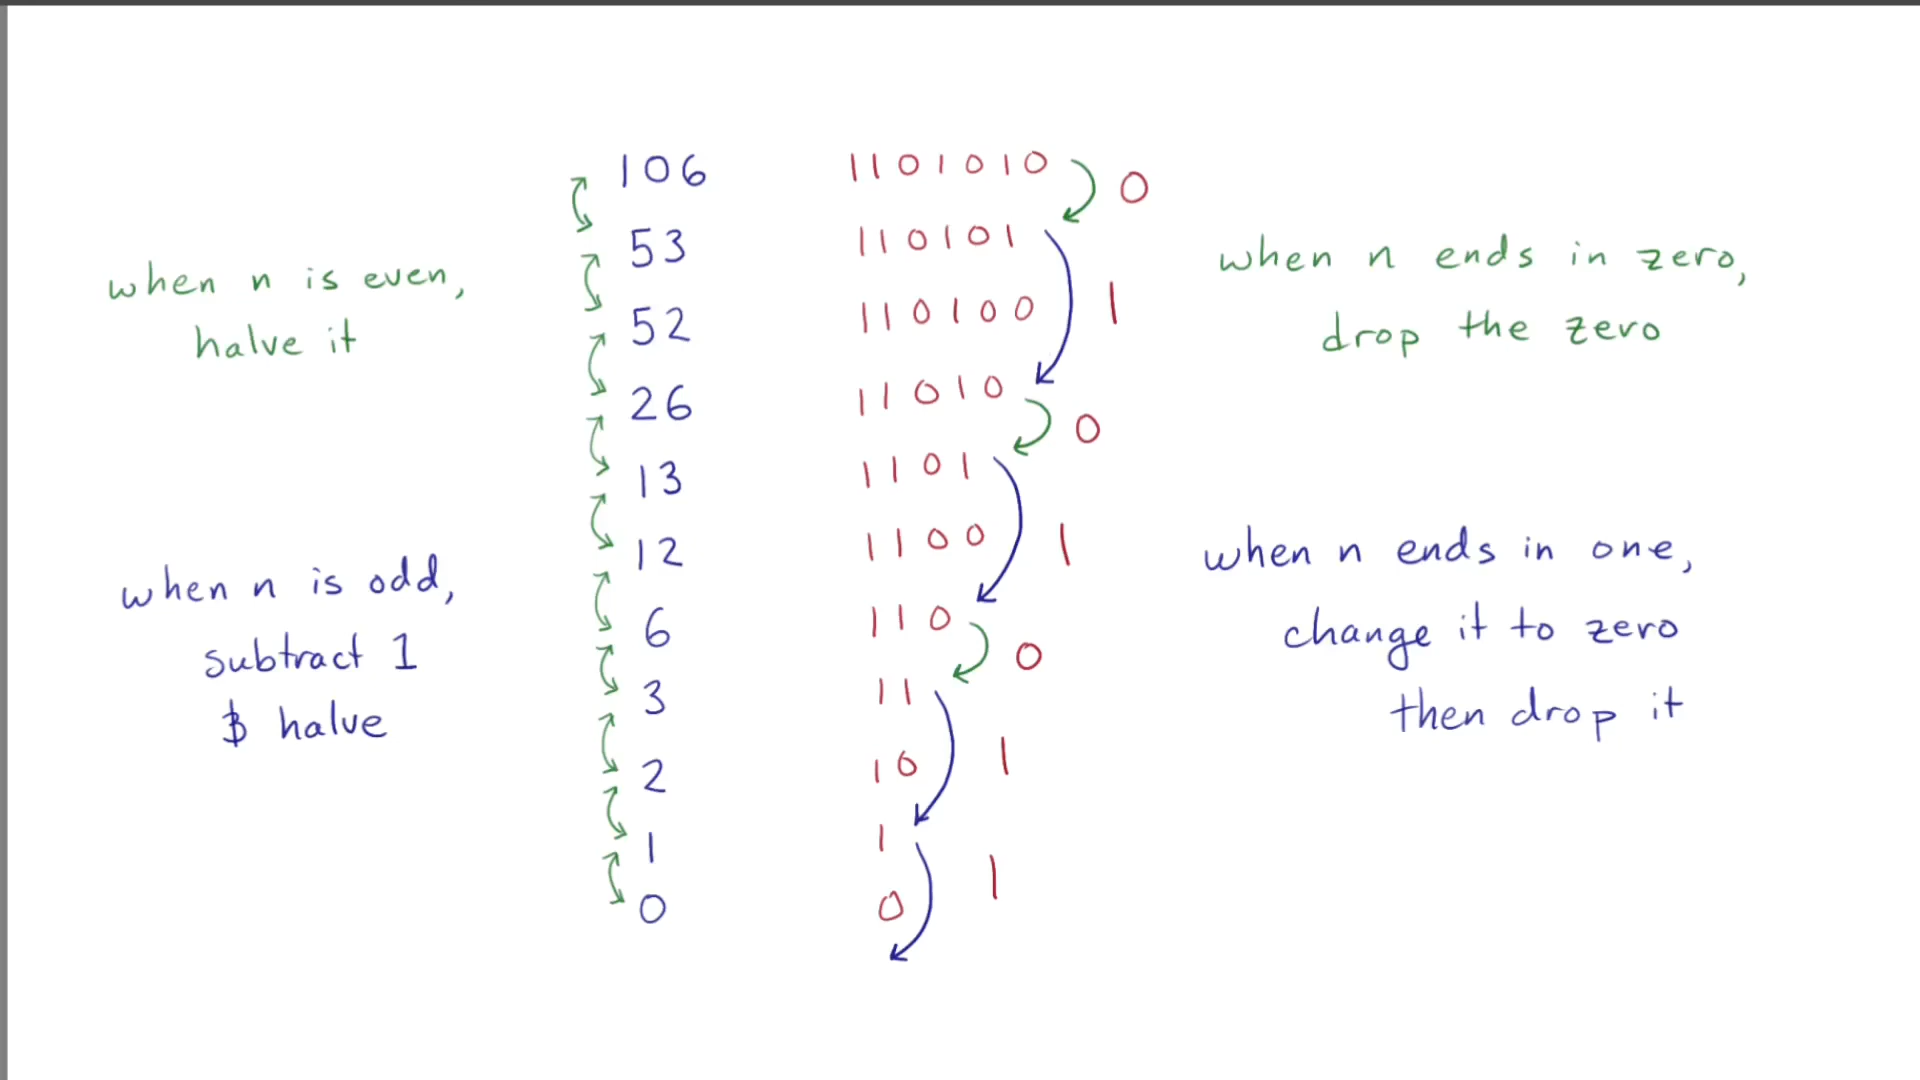 when n is even,
halve it
when n is odd,
subtract 1
& halve
106
53
52
26
13
12
6
3
2
1
0
1101010
110101
110100
11010
1101
1100
110
11
10
1
0
0
1
0
1
0
1
1
when n ends in zero,
drop the zero
when n ends in one,
change it to zero
then drop it